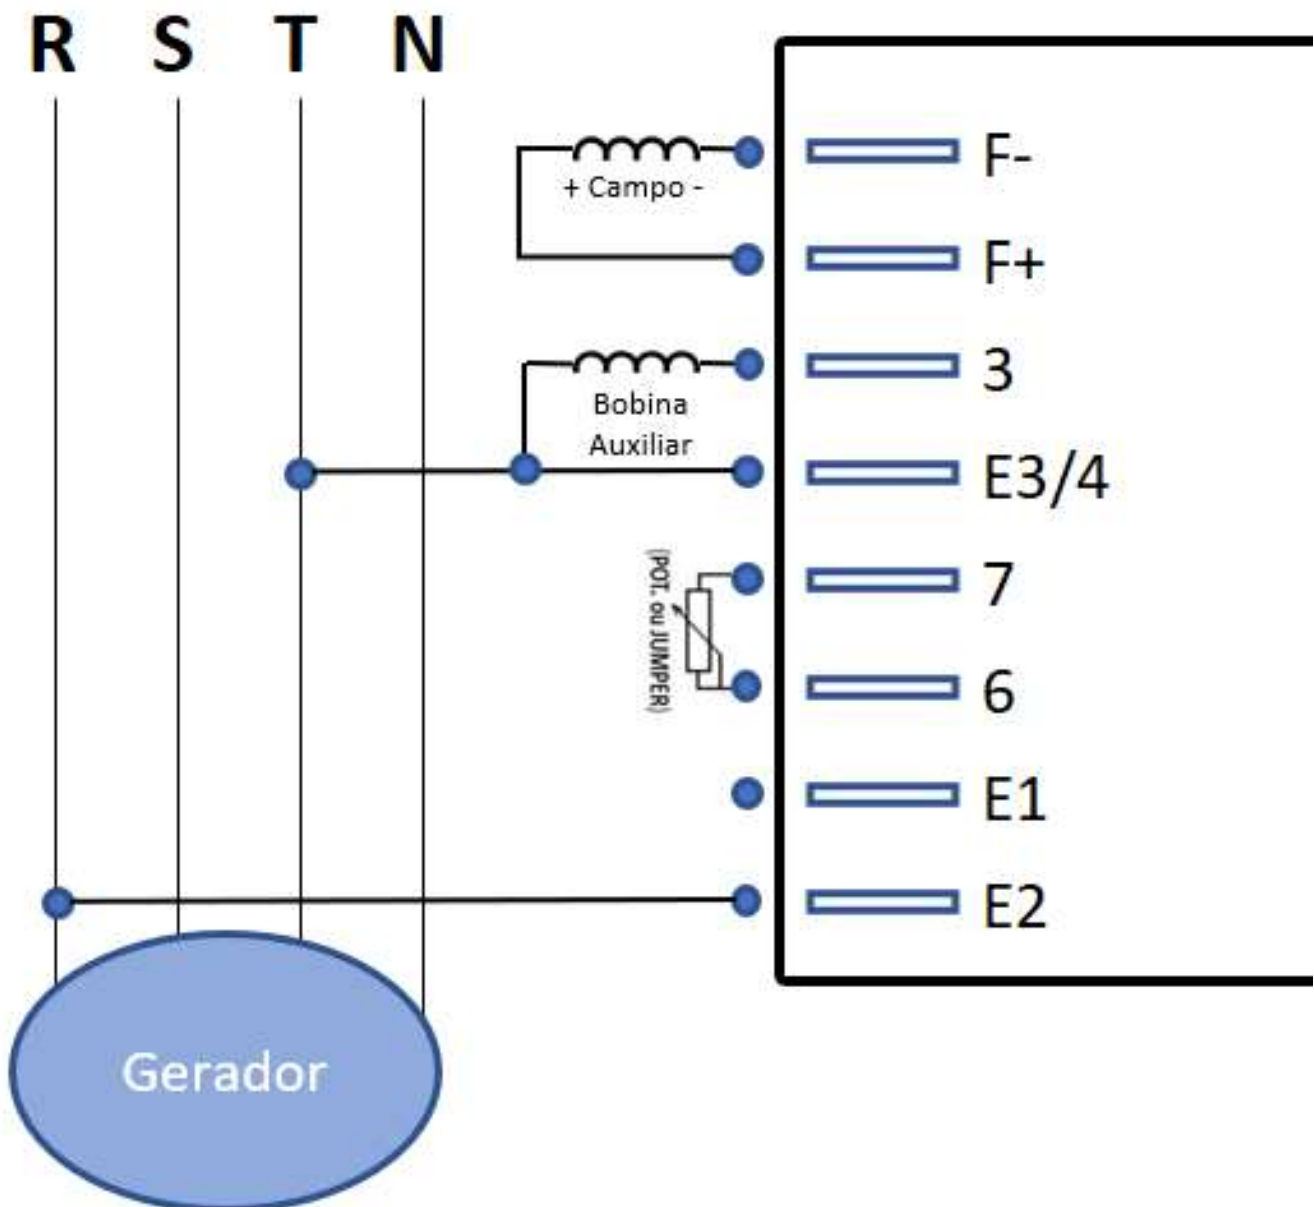 R S T N
F-
+ Campo -
F+
3
Bobina
Auxiliar
E3/4
7
(POT. ou JUMPER)
6
E1
E2
Gerador